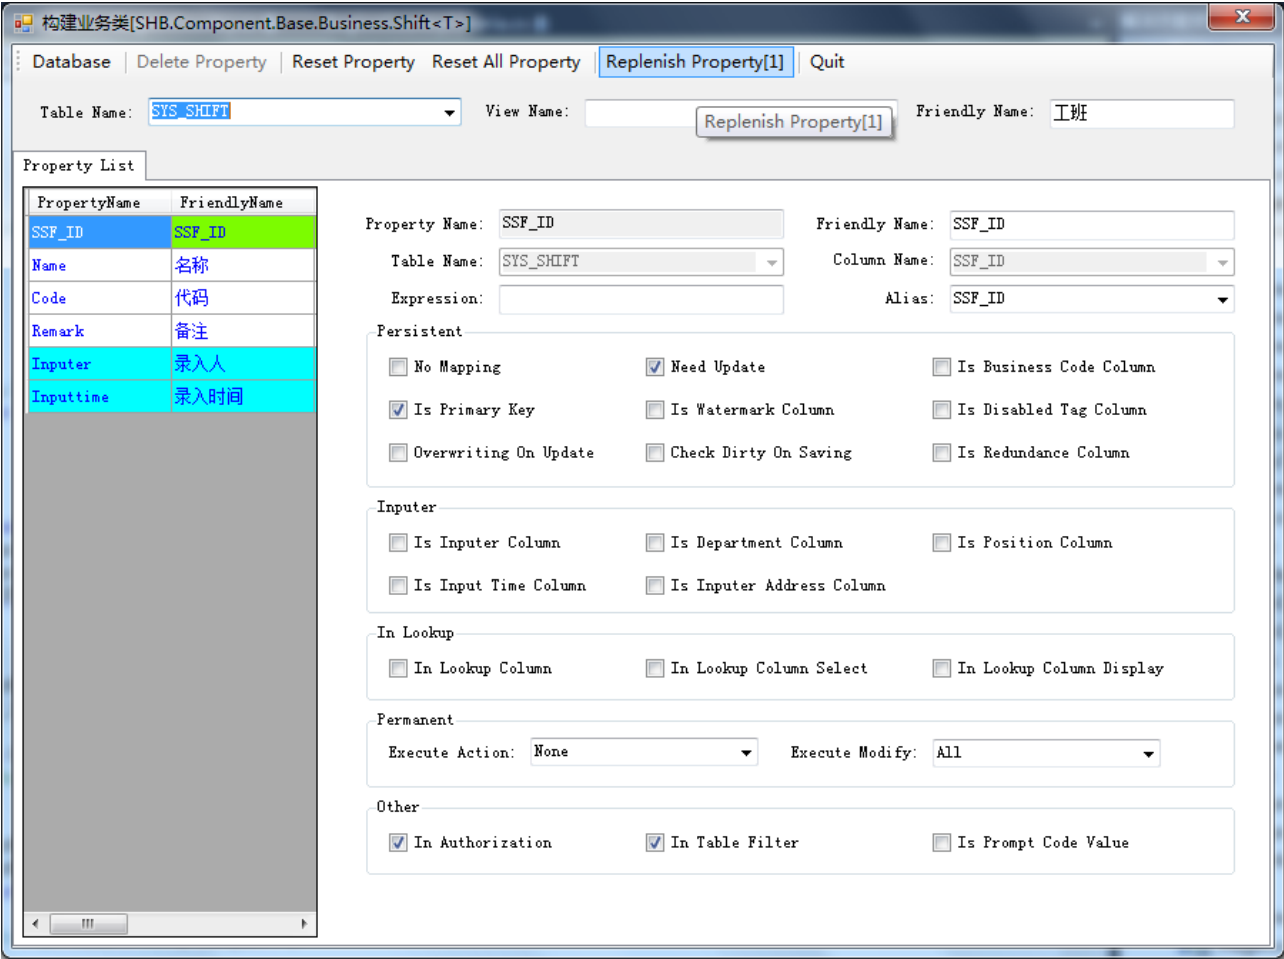 构建业务类[SHB.Component.Base.Business.Shift<T>]
Database Delete Property Reset Property Reset All Property Replenish Property[1] Quit
Table Name: SYS_SHIFT View Name: Friendly Name: 工班
Replenish Property[1]
Property List
PropertyName FriendlyName
SSF_ID SSF_ID
Name 名称
Code 代码
Remark 备注
Inputer 录入人
Inputtime 录入时间
Property Name: SSF_ID Friendly Name: SSF_ID
Table Name: SYS_SHIFT Column Name: SSF_ID
Expression: Alias: SSF_ID
Persistent
No Mapping Need Update Is Business Code Column
Is Primary Key Is Watermark Column Is Disabled Tag Column
Overwriting On Update Check Dirty On Saving Is Redundance Column
Inputer
Is Inputer Column Is Department Column Is Position Column
Is Input Time Column Is Inputer Address Column
In Lookup
In Lookup Column In Lookup Column Select In Lookup Column Display
Permanent
Execute Action: None Execute Modify: All
Other
In Authorization In Table Filter Is Prompt Code Value